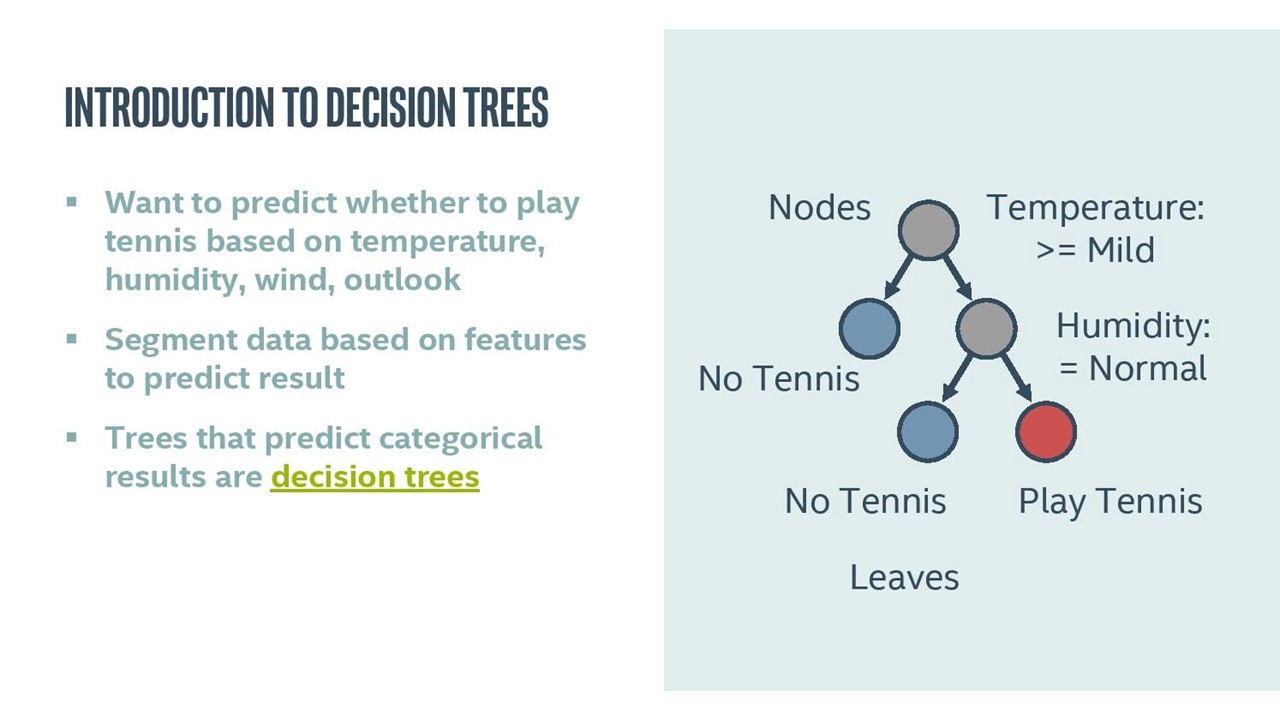 INTRODUCTION TO DECISION TREES
▪ Want to predict whether to play
tennis based on temperature,
humidity, wind, outlook
▪ Segment data based on features
to predict result
▪ Trees that predict categorical
results are decision trees
Nodes
Temperature:
>= Mild
Humidity:
= Normal
No Tennis
No Tennis
Play Tennis
Leaves